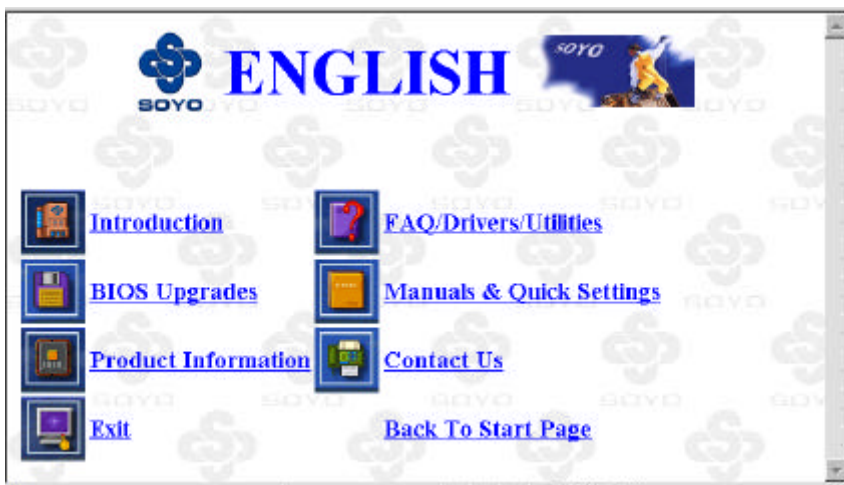 SOYO ENGLISH SOYO
Introduction FAQ/Drivers/Utilities
BIOS Upgrades Manuals & Quick Settings
Product Information Contact Us
Exit Back To Start Page